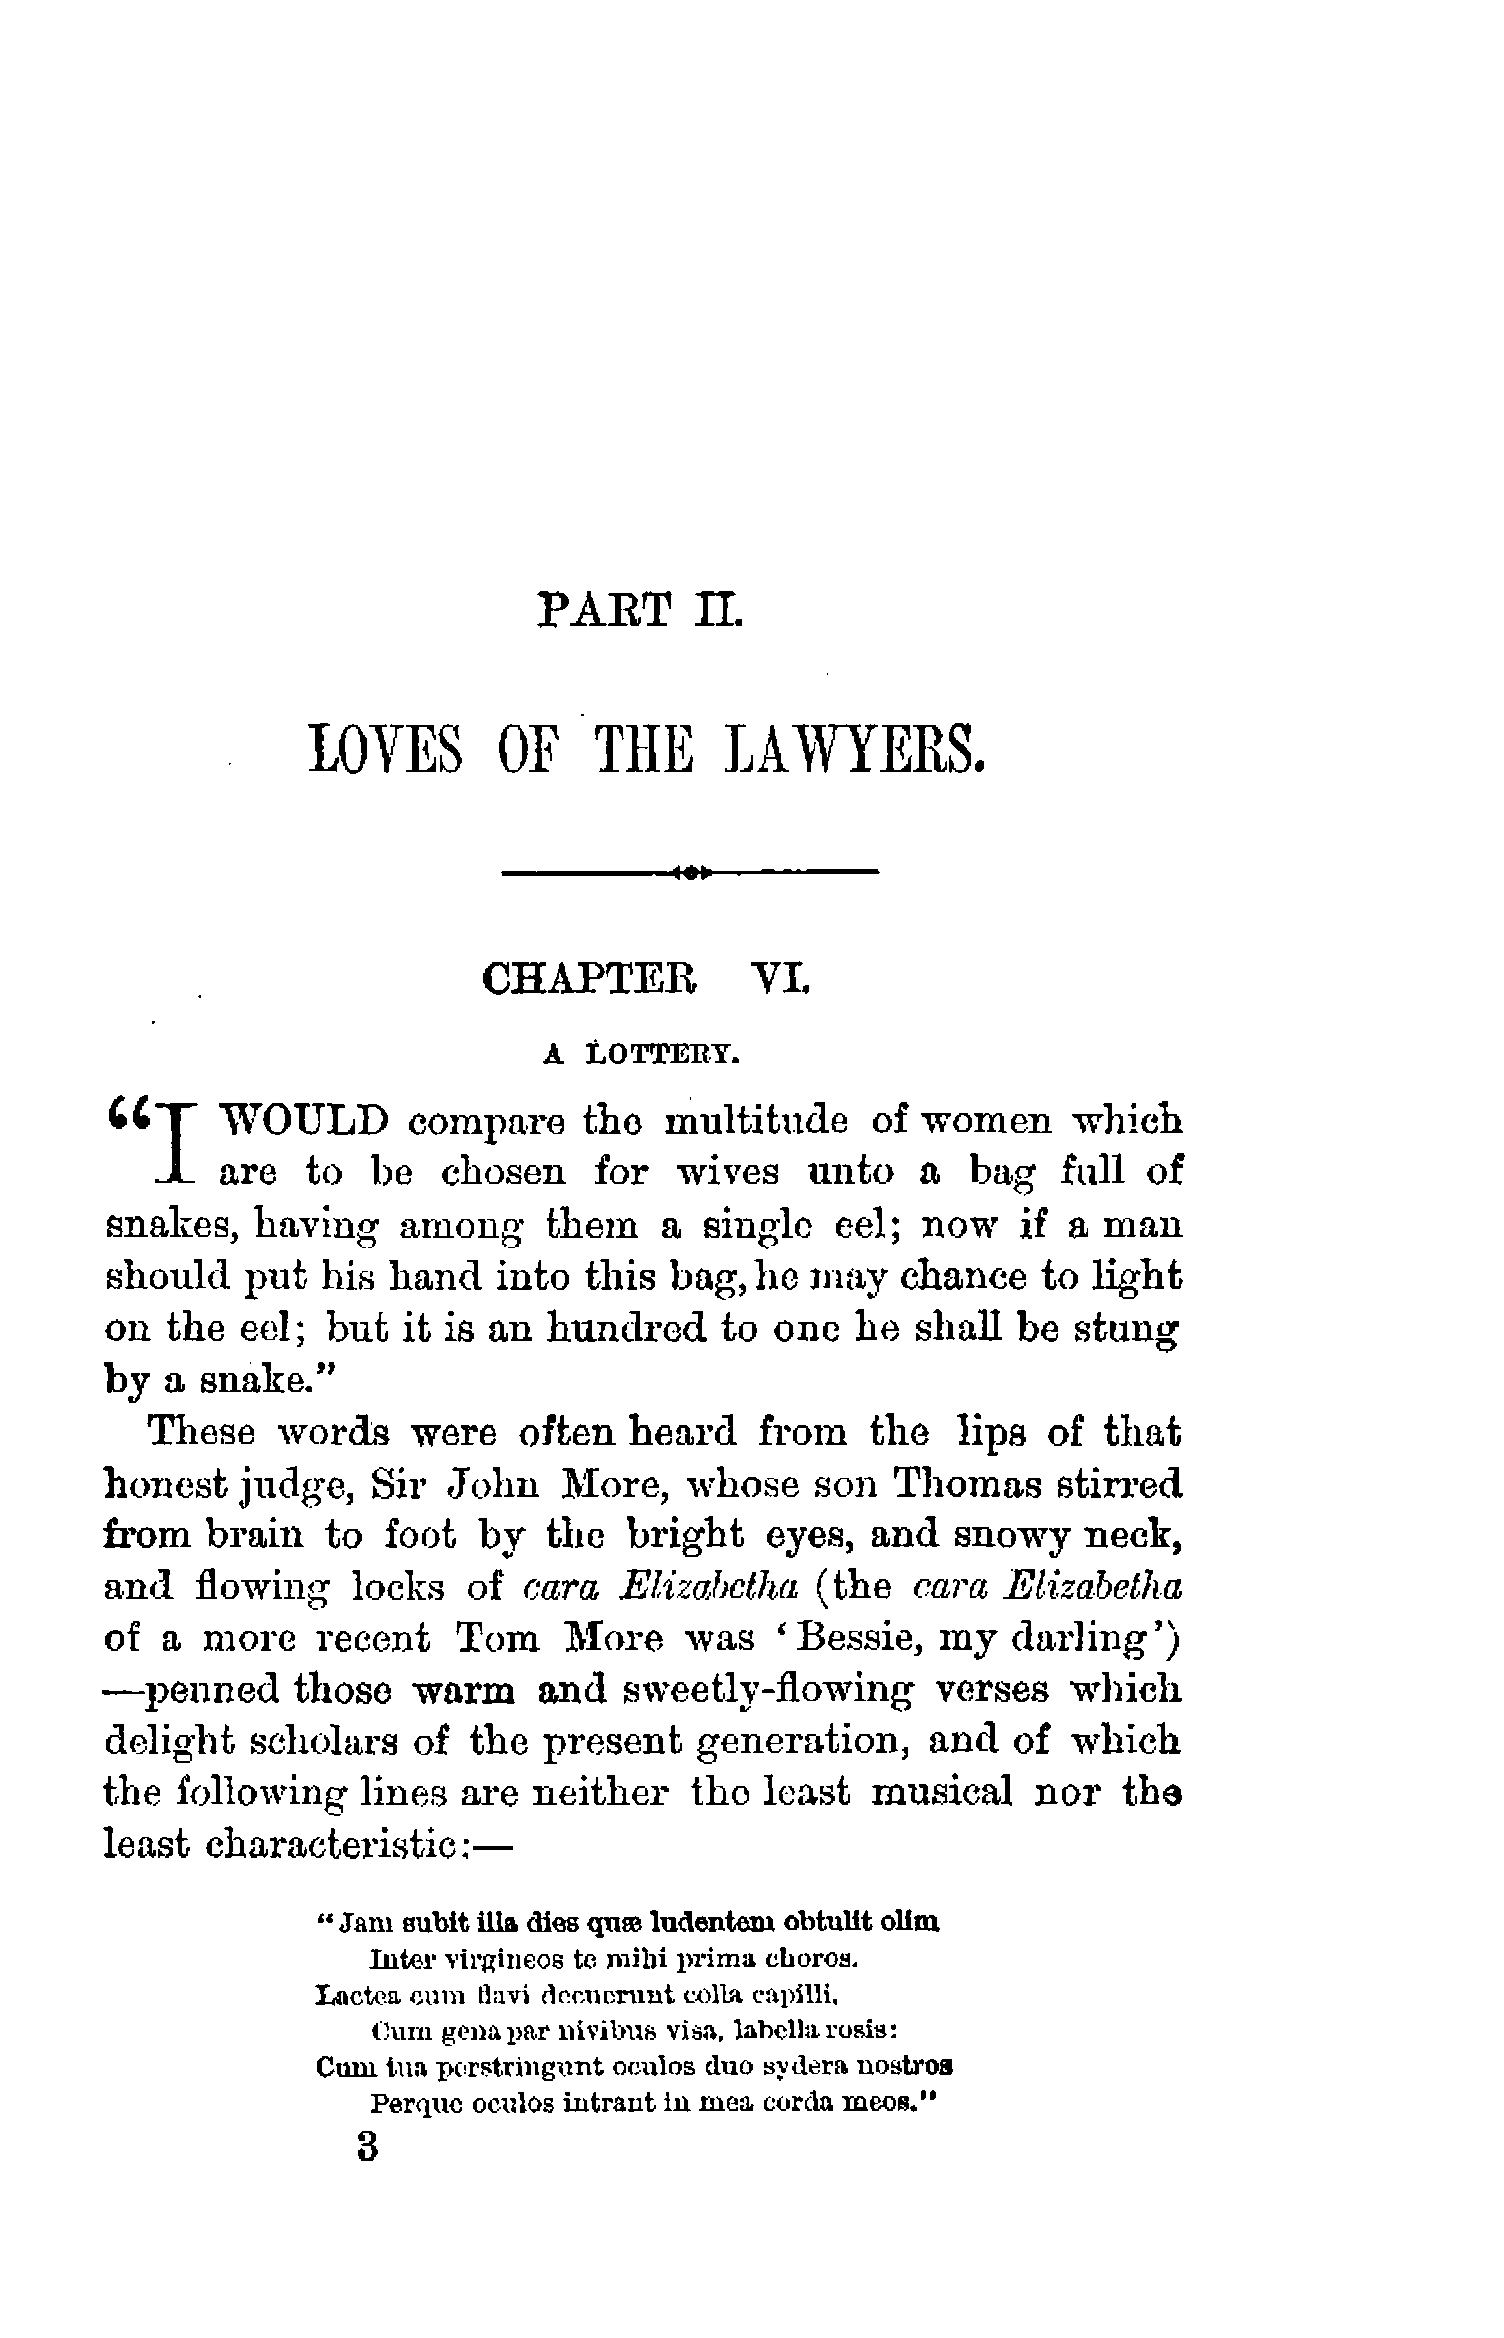 PART II.
LOVES OF THE LAWYERS.
CHAPTER VI.
A LOTTERY.
“I WOULD compare the multitude of women which
are to be chosen for wives unto a bag full of
snakes, having among them a single eel; now if a man
should put his hand into this bag, he may chance to light
on the eel; but it is an hundred to one he shall be stung
by a snake.”
These words were often heard from the lips of that
honest judge, Sir John More, whose son Thomas stirred
from brain to foot by the bright eyes, and snowy neck,
and flowing locks of cara Elizabetha (the cara Elizabetha
of a more recent Tom More was ‘Bessie, my darling’)
—penned those warm and sweetly-flowing verses which
delight scholars of the present generation, and of which
the following lines are neither the least musical nor the
least characteristic:—
“Jam subit illa dies quæ ludentem obtulit olim
Inter virgineos te mihi prima choros.
Lactea cum flavi decuerunt colla capilli,
Cum gena par nivibus visa, labella rosis:
Cum tua perstringunt oculos duo sydera nostros
Perque oculos intrant in mea corda meos.”
3